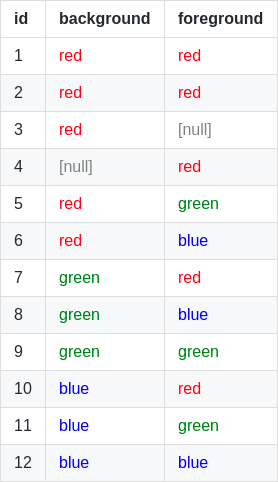 id background foreground
1 red red
2 red red
3 red [null]
4 [null] red
5 red green
6 red blue
7 green red
8 green blue
9 green green
10 blue red
11 blue green
12 blue blue